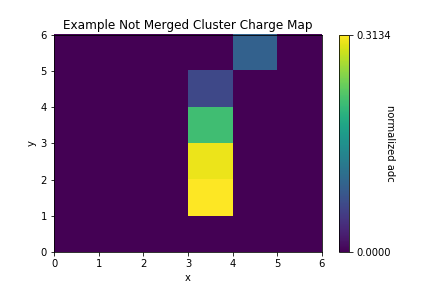 Example Not Merged Cluster Charge Map
6
5
4
3
2
1
0
y
0 1 2 3 4 5 6
x
0.3134
0.0000
normalized adc